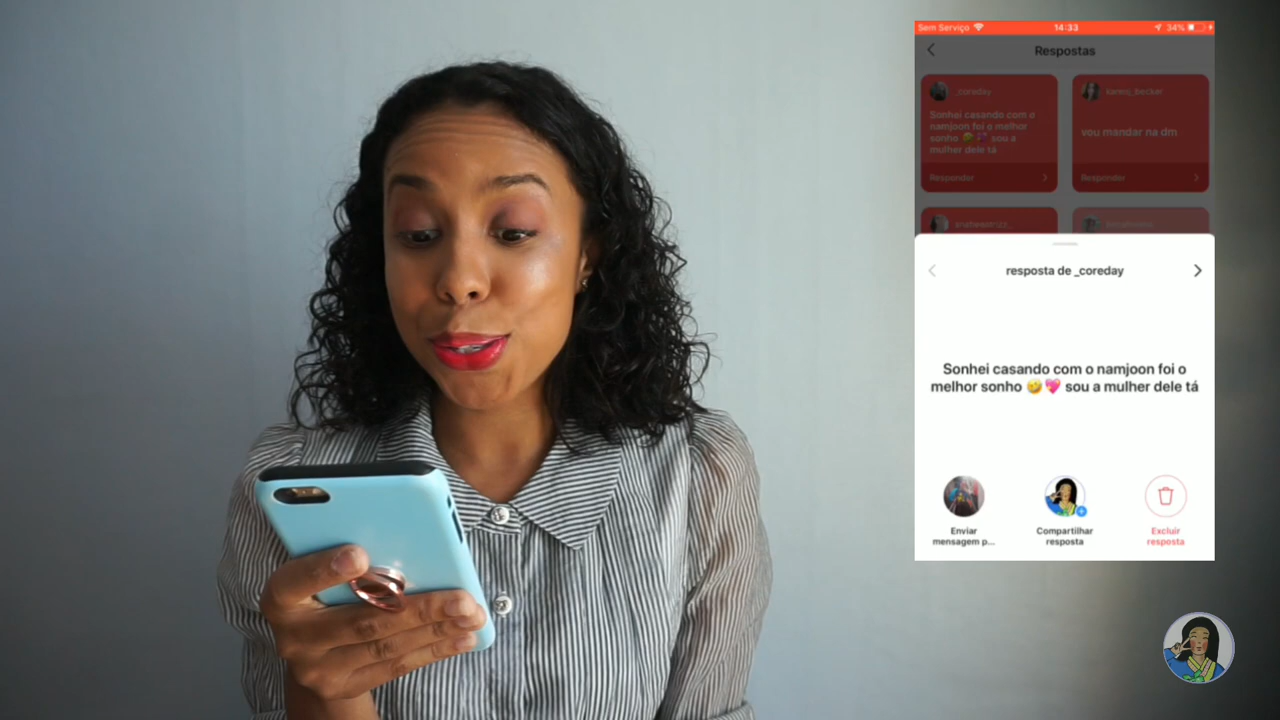 Sem Serviço
14:33
34%
Respostas
_coreday
Sonhei casando com o
namjoon foi o melhor
sonho 🤣💘 sou a
mulher dele tá
Responder
vou mandar na dm
Responder
resposta de _coreday
Sonhei casando com o namjoon foi o
melhor sonho 🤣💘 sou a mulher dele tá
Enviar
mensagem p...
Compartilhar
resposta
Excluir
resposta